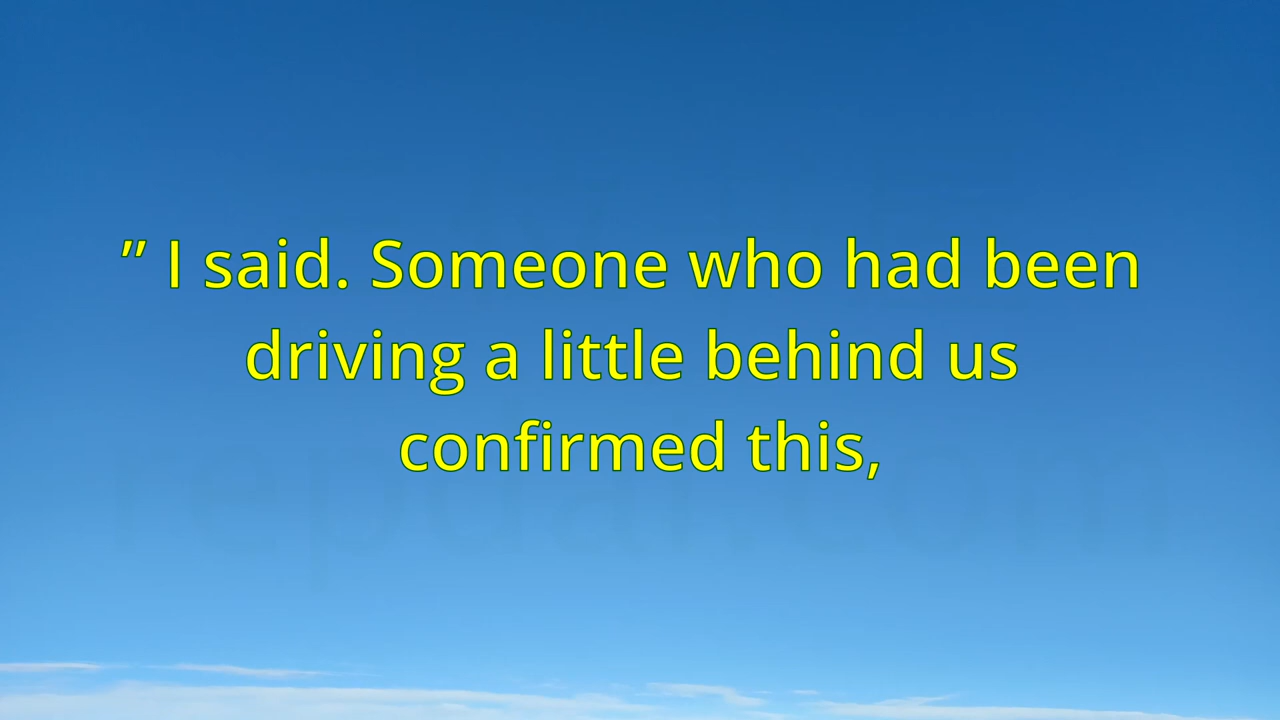 ” I said. Someone who had been
driving a little behind us
confirmed this,